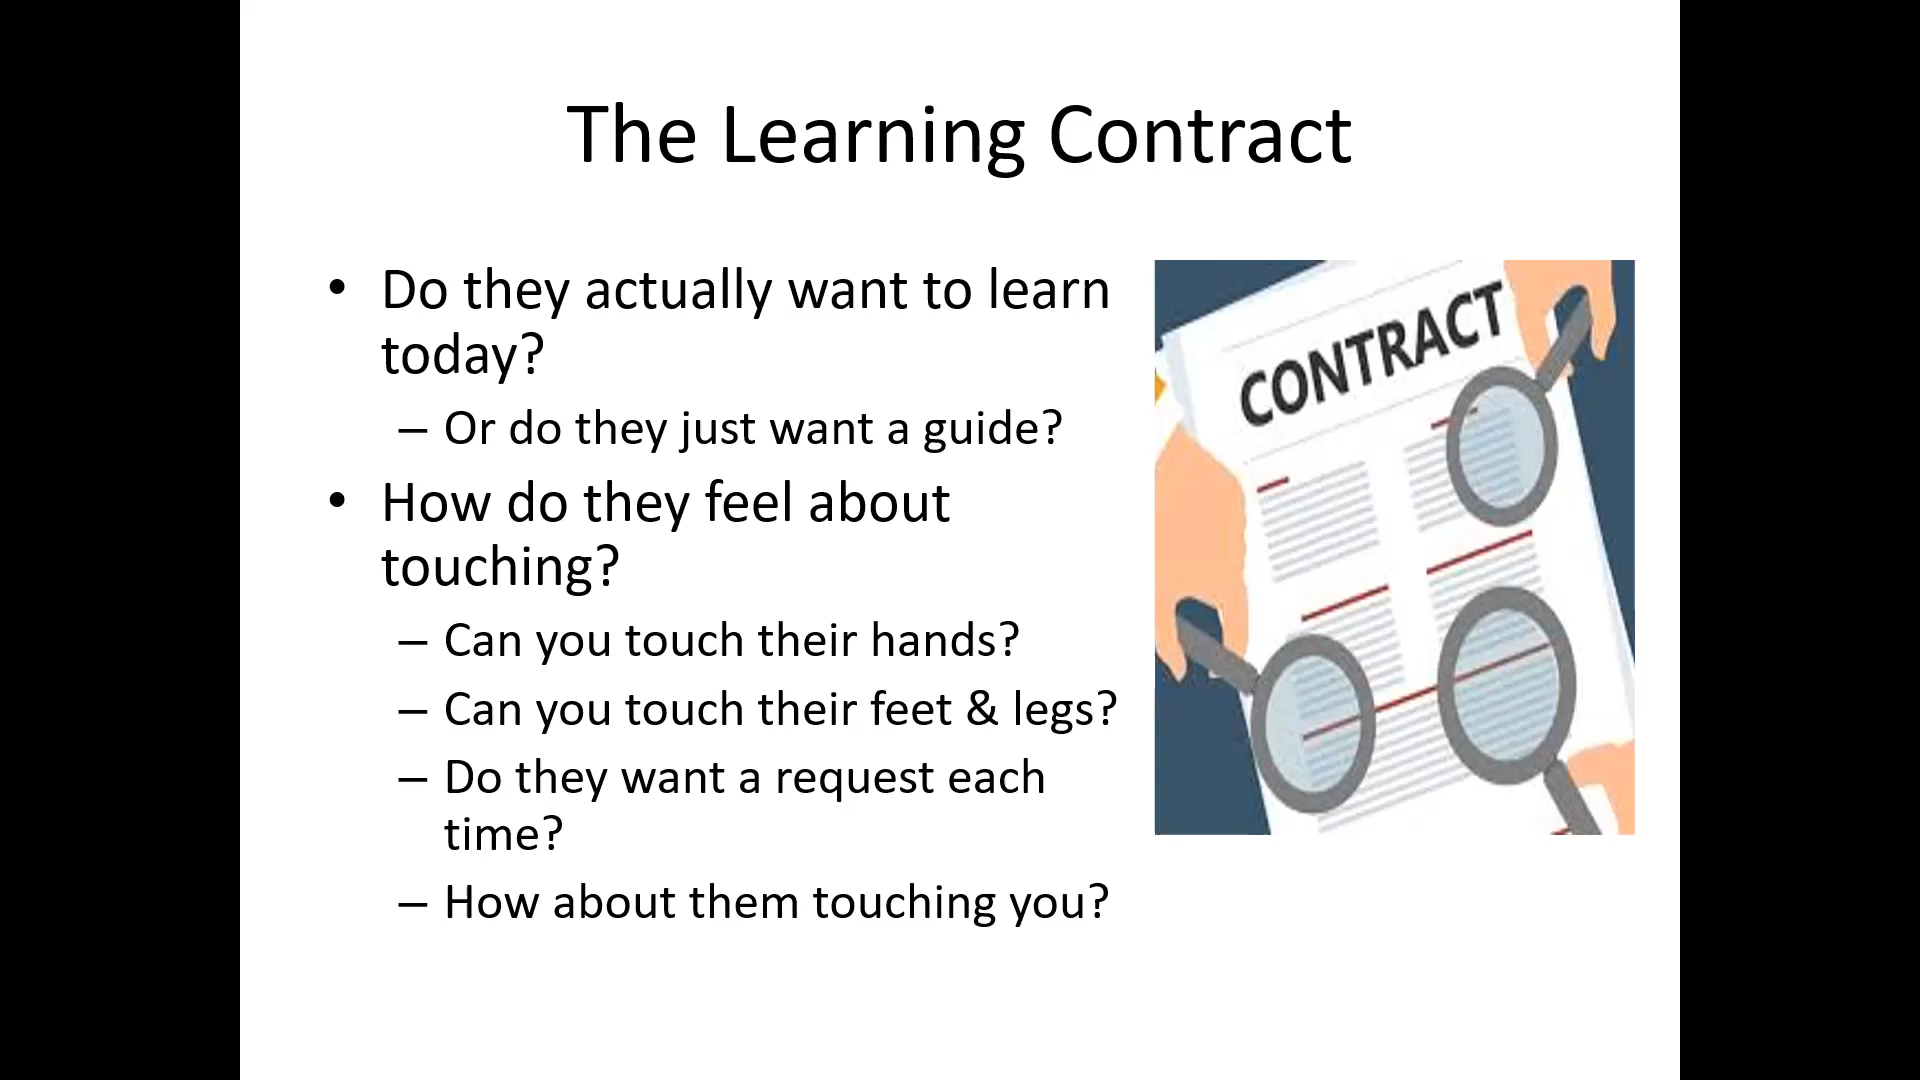 The Learning Contract
• Do they actually want to learn
today?
– Or do they just want a guide?
• How do they feel about
touching?
– Can you touch their hands?
– Can you touch their feet & legs?
– Do they want a request each
time?
– How about them touching you?
CONTRACT